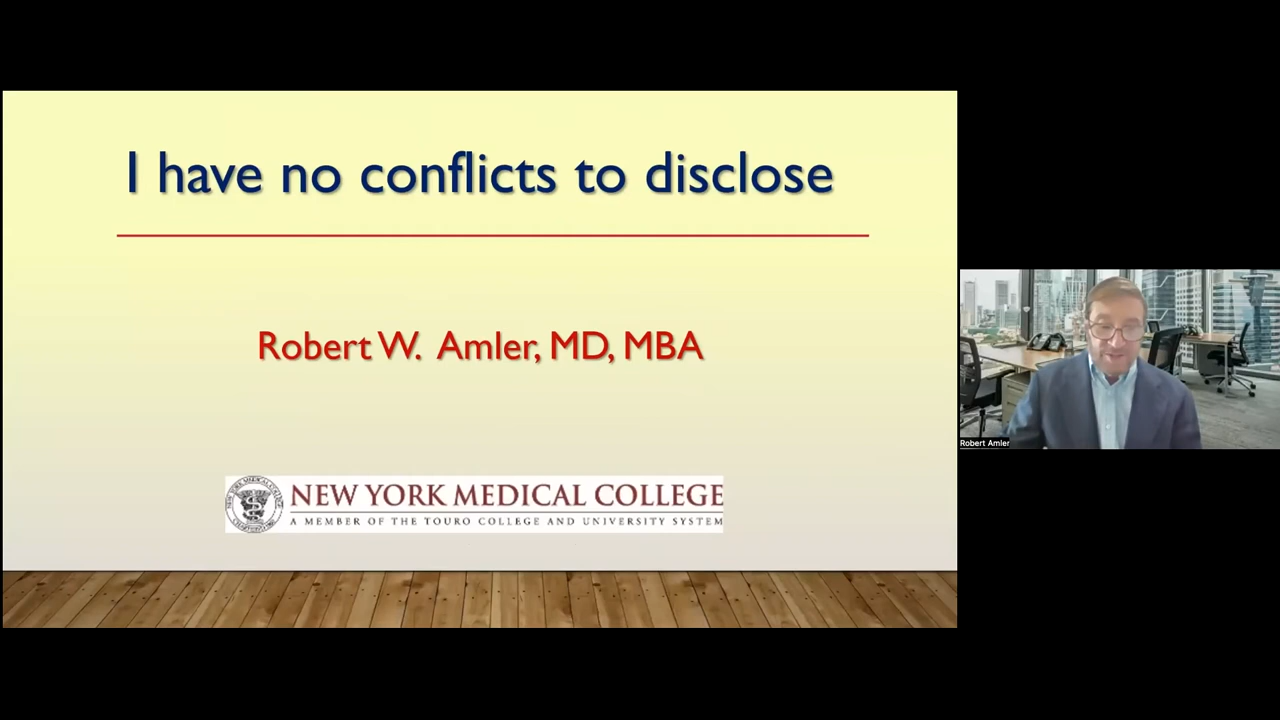 I have no conflicts to disclose
Robert W. Amler, MD, MBA
NEW YORK MEDICAL COLLEGE
A MEMBER OF THE TOURO COLLEGE AND UNIVERSITY SYSTEM
Robert Amler